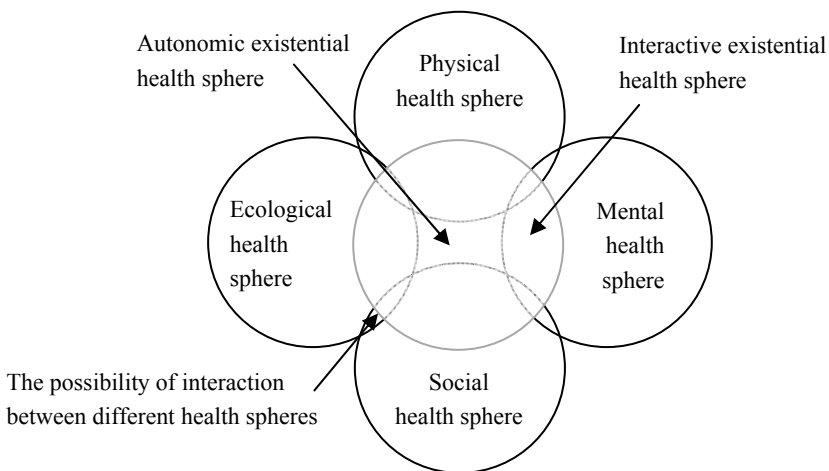 Autonomic existential
health sphere
Physical
health sphere
Interactive existential
health sphere
Ecological
health
sphere
Mental
health
sphere
The possibility of interaction
between different health spheres
Social
health sphere